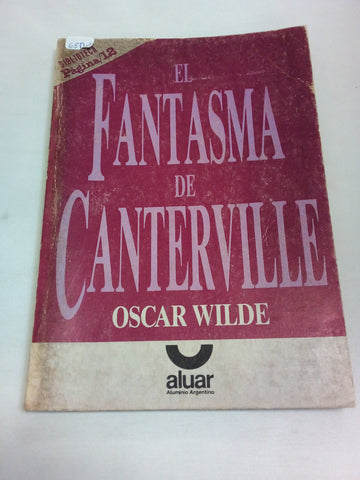 BIBLIOTECA
Página/12
EL
FANTASMA
DE
CANTERVILLE
OSCAR WILDE
aluar
Aluminio Argentino